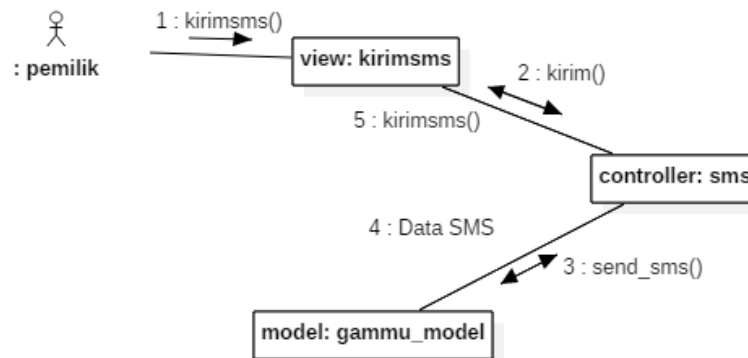 1 : kirimsms()
: pemilik
view: kirimsms
2 : kirim()
5 : kirimsms()
controller: sms
4 : Data SMS
3 : send_sms()
model: gammu_model